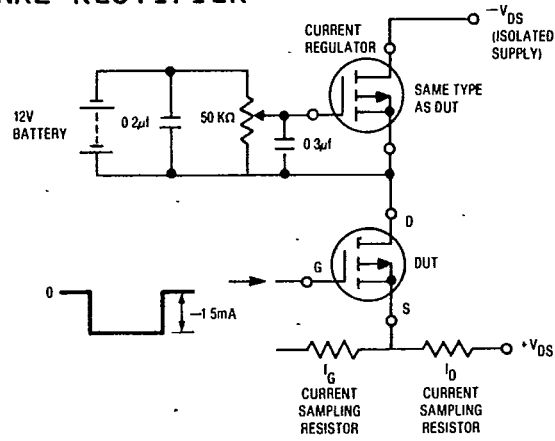 CURRENT
REGULATOR
−VDS
(ISOLATED
SUPPLY)
12V
BATTERY
0 2µf
50 KΩ
0 3µf
SAME TYPE
AS DUT
D
G
DUT
0
−1 5mA
S
IG
CURRENT
SAMPLING
RESISTOR
ID
CURRENT
SAMPLING
RESISTOR
+VDS